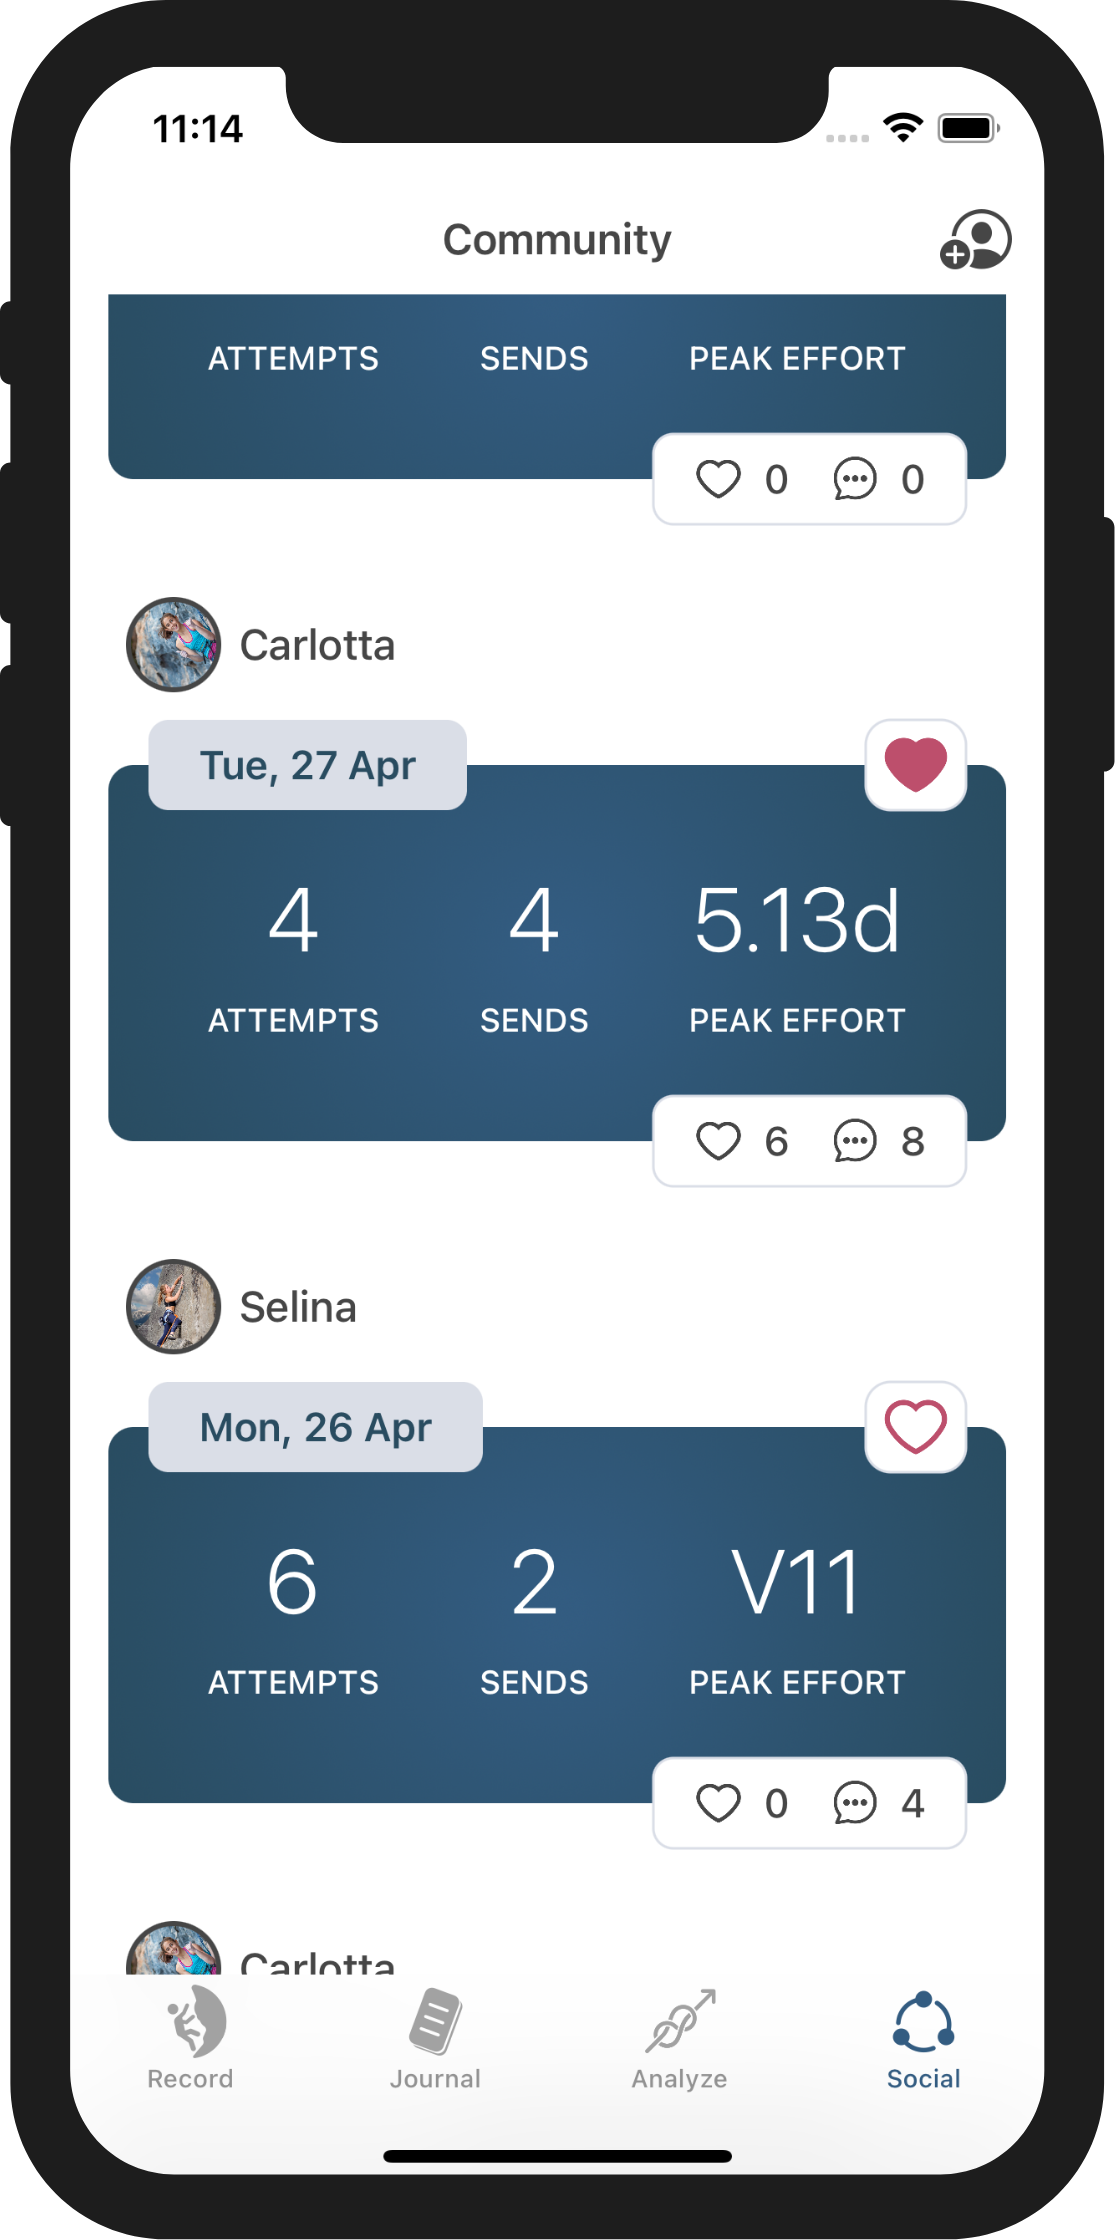 11:14
Community
ATTEMPTS SENDS PEAK EFFORT
0 0
Carlotta
Tue, 27 Apr
4 4 5.13d
ATTEMPTS SENDS PEAK EFFORT
6 8
Selina
Mon, 26 Apr
6 2 V11
ATTEMPTS SENDS PEAK EFFORT
0 4
Carlotta
Record Journal Analyze Social